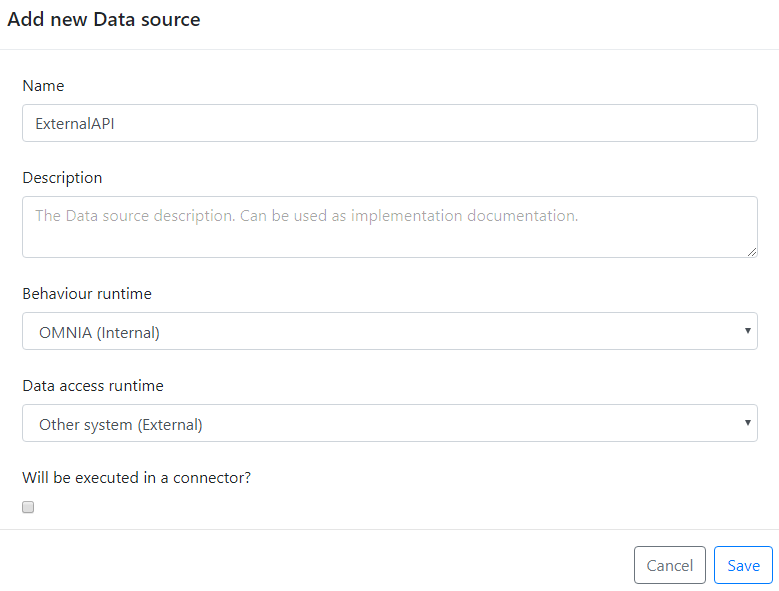 Add new Data source
Name
ExternalAPI
Description
The Data source description. Can be used as implementation documentation.
Behaviour runtime
OMNIA (Internal)
Data access runtime
Other system (External)
Will be executed in a connector?
Cancel
Save